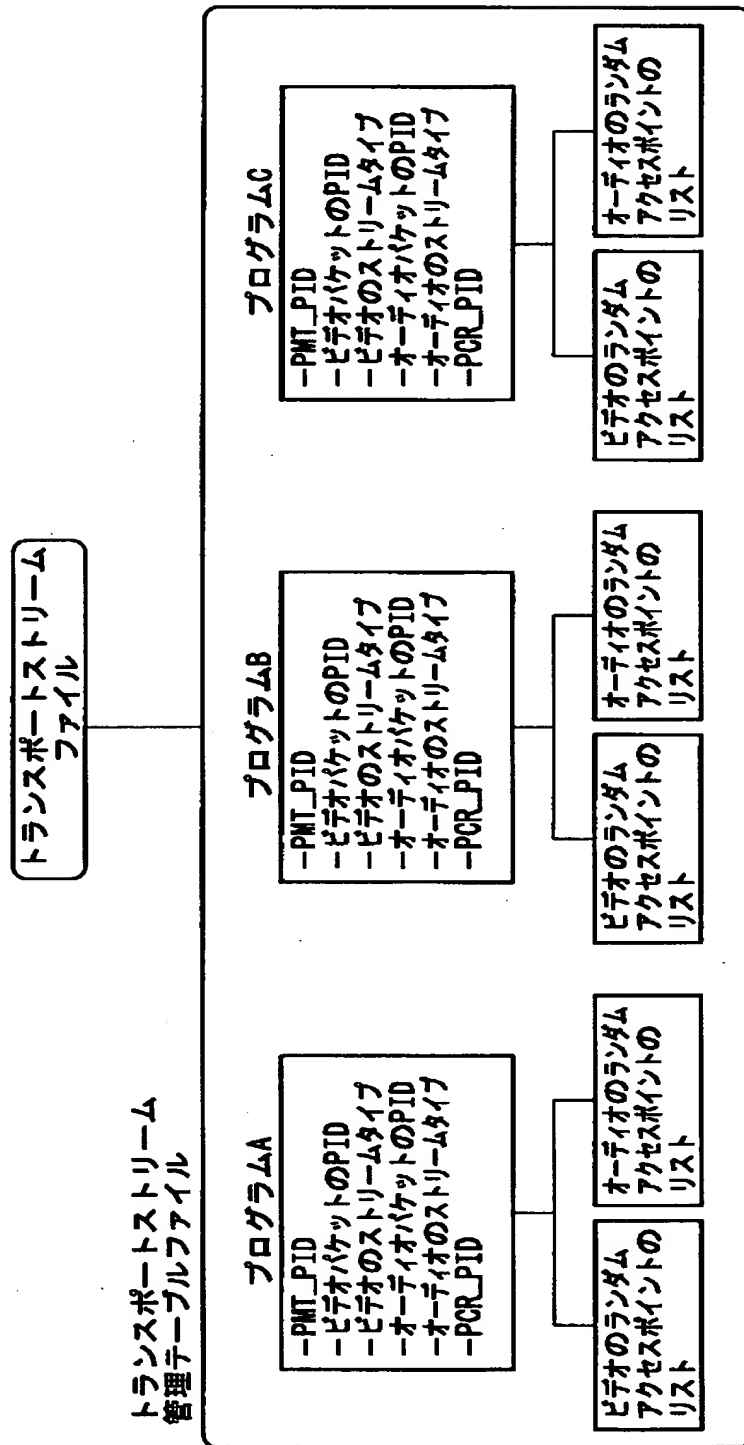 トランスポートストリーム
ファイル
トランスポートストリーム
管理テーブルファイル
プログラムA
－PMT_PID
－ビデオパケットのPID
－ビデオのストリームタイプ
－オーディオパケットのPID
－オーディオのストリームタイプ
－PCR_PID
ビデオのランダム
アクセスポイントの
リスト
オーディオのランダム
アクセスポイントの
リスト
プログラムB
－PMT_PID
－ビデオパケットのPID
－ビデオのストリームタイプ
－オーディオパケットのPID
－オーディオのストリームタイプ
－PCR_PID
ビデオのランダム
アクセスポイントの
リスト
オーディオのランダム
アクセスポイントの
リスト
プログラムC
－PMT_PID
－ビデオパケットのPID
－ビデオのストリームタイプ
－オーディオパケットのPID
－オーディオのストリームタイプ
－PCR_PID
ビデオのランダム
アクセスポイントの
リスト
オーディオのランダム
アクセスポイントの
リスト